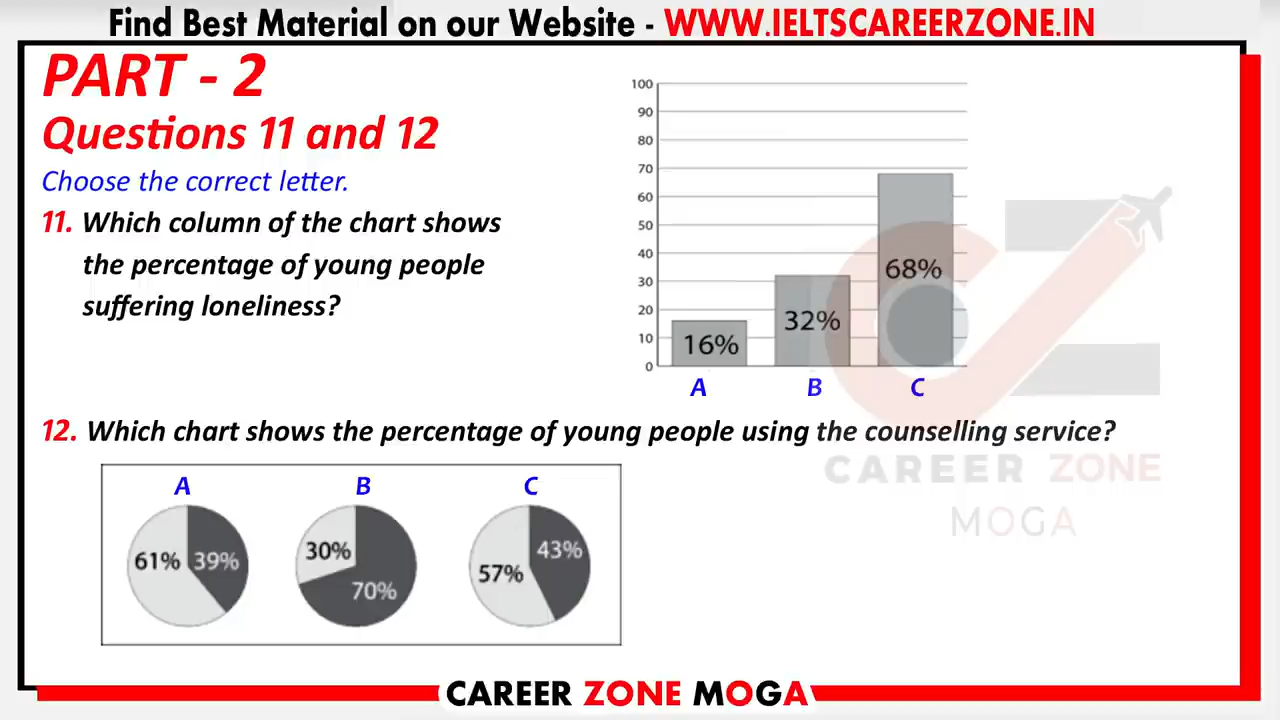 Find Best Material on our Website - WWW.IELTSCAREERZONE.IN
PART - 2
Questions 11 and 12
Choose the correct letter.
11. Which column of the chart shows
the percentage of young people
suffering loneliness?
100
90
80
70
60
50
40
30
20
10
0
16%
32%
68%
A B C
12. Which chart shows the percentage of young people using the counselling service?
CAREER ZONE
MOGA
A B C
61% 39%
30% 70%
57% 43%
CAREER ZONE MOGA